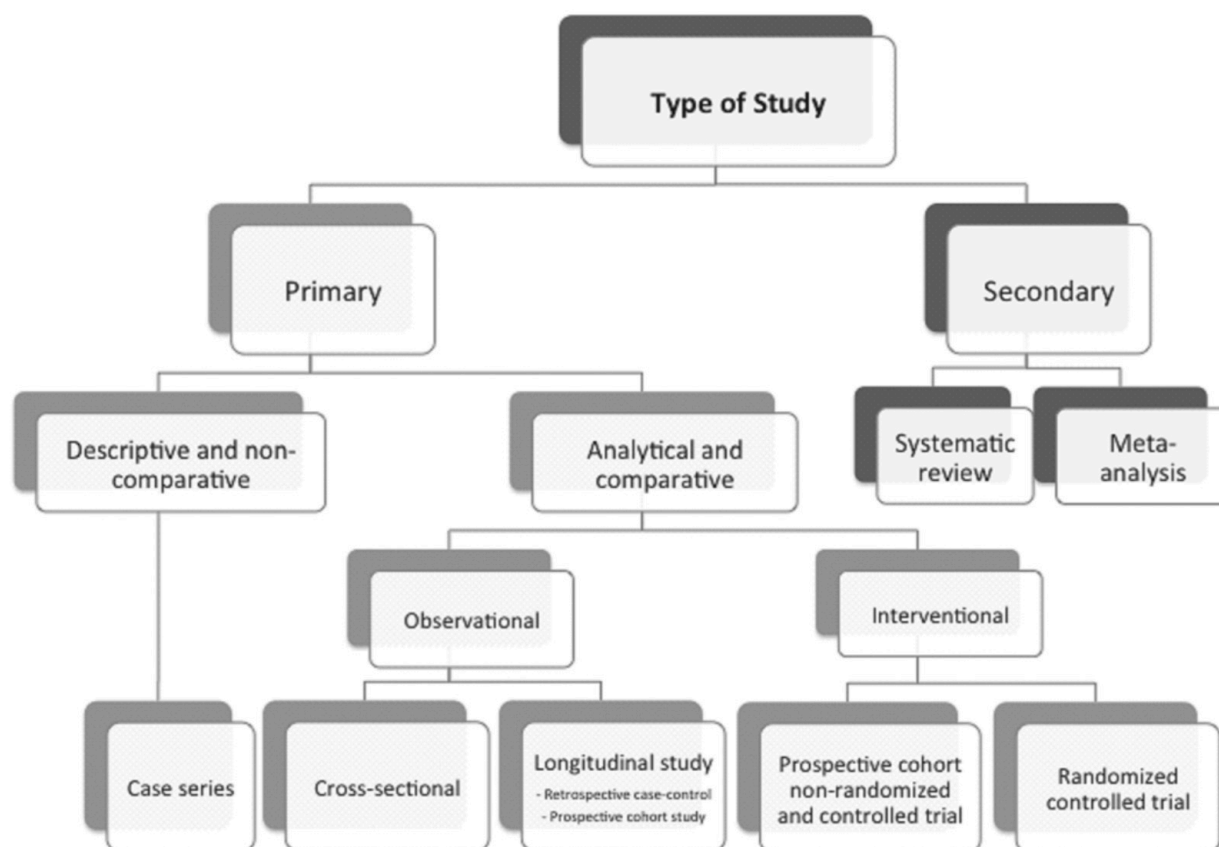 Type of Study
Primary
Secondary
Descriptive and non-
comparative
Analytical and
comparative
Systematic
review
Meta-
analysis
Observational
Interventional
Case series
Cross-sectional
Longitudinal study
- Retrospective case-control
- Prospective cohort study
Prospective cohort
non-randomized
and controlled trial
Randomized
controlled trial